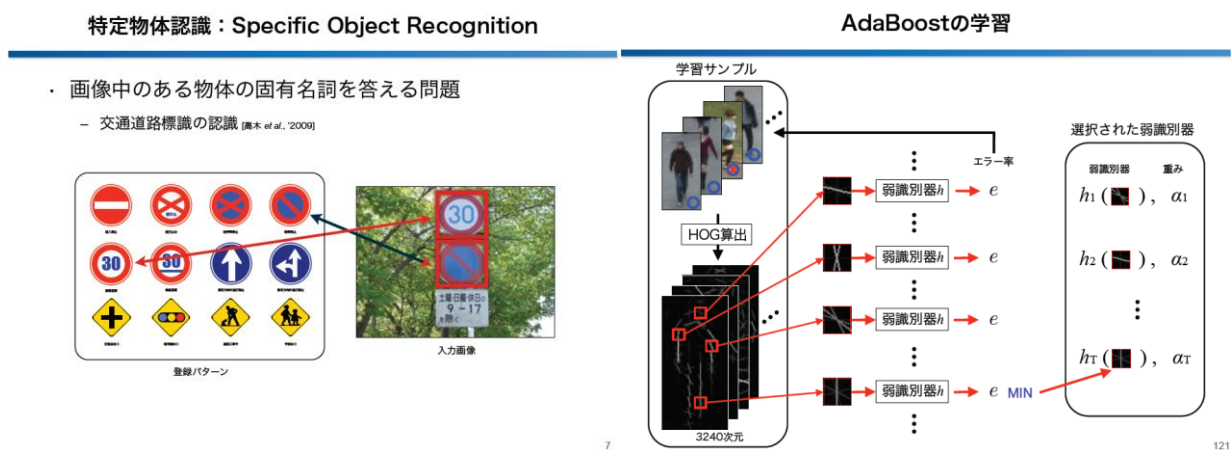 特定物体認識：Specific Object Recognition
・ 画像中のある物体の固有名詞を答える問題
– 交通道路標識の認識 [高木 et al., '2009]
30
30
30
土曜・日曜・休日の
9－17
を除く
登録パターン
入力画像
7
AdaBoostの学習
学習サンプル
HOG算出
3240次元
エラー率
弱識別器h
e
弱識別器h
e
弱識別器h
e
弱識別器h
e MIN
選択された弱識別器
弱識別器 重み
h1 ( ) , α1
h2 ( ) , α2
hT ( ) , αT
121